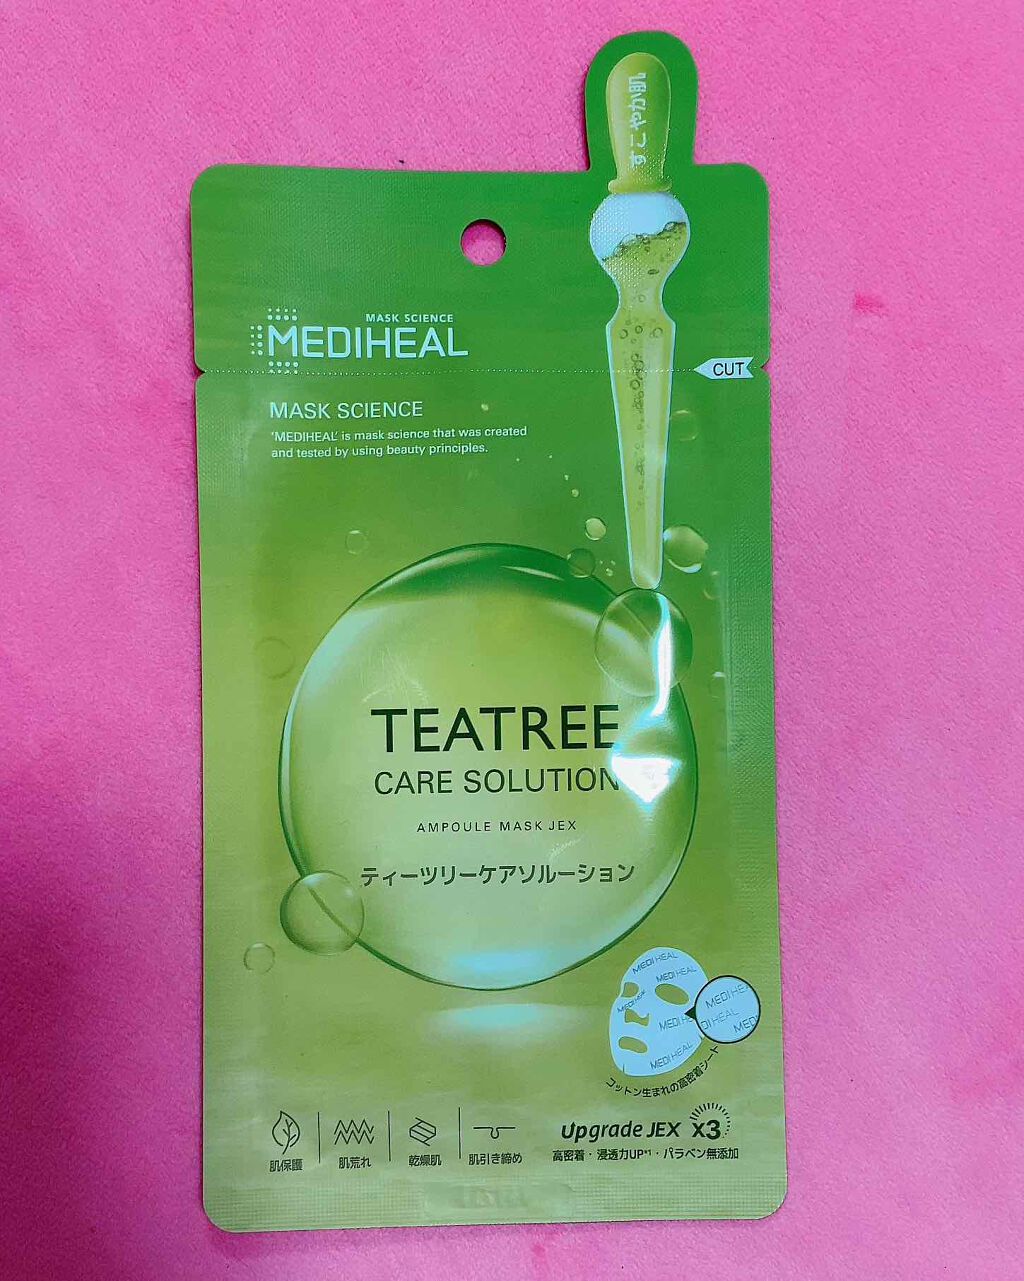 すこやか肌
MASK SCIENCE
MEDIHEAL
CUT
MASK SCIENCE
'MEDIHEAL' is mask science that was created
and tested by using beauty principles.
TEATREE
CARE SOLUTION
AMPOULE MASK JEX
ティーツリーケアソルーション
MEDIHEAL
MEDIHEAL
MEDIHEAL
MEDIHE
MEDIHEAL
MEDIHEA
DIHEAL
MED
コットン生まれの高密着シート
肌保護
肌荒れ
乾燥肌
肌引き締め
Upgrade JEX x3
高密着・浸透力UP*1・パラベン無添加